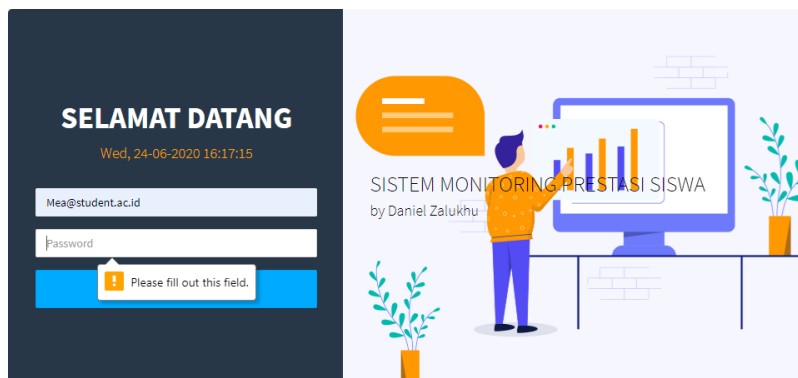 SELAMAT DATANG
Wed, 24-06-2020 16:17:15
Mea@student.ac.id
Password
! Please fill out this field.
SISTEM MONITORING PRESTASI SISWA
by Daniel Zalukhu